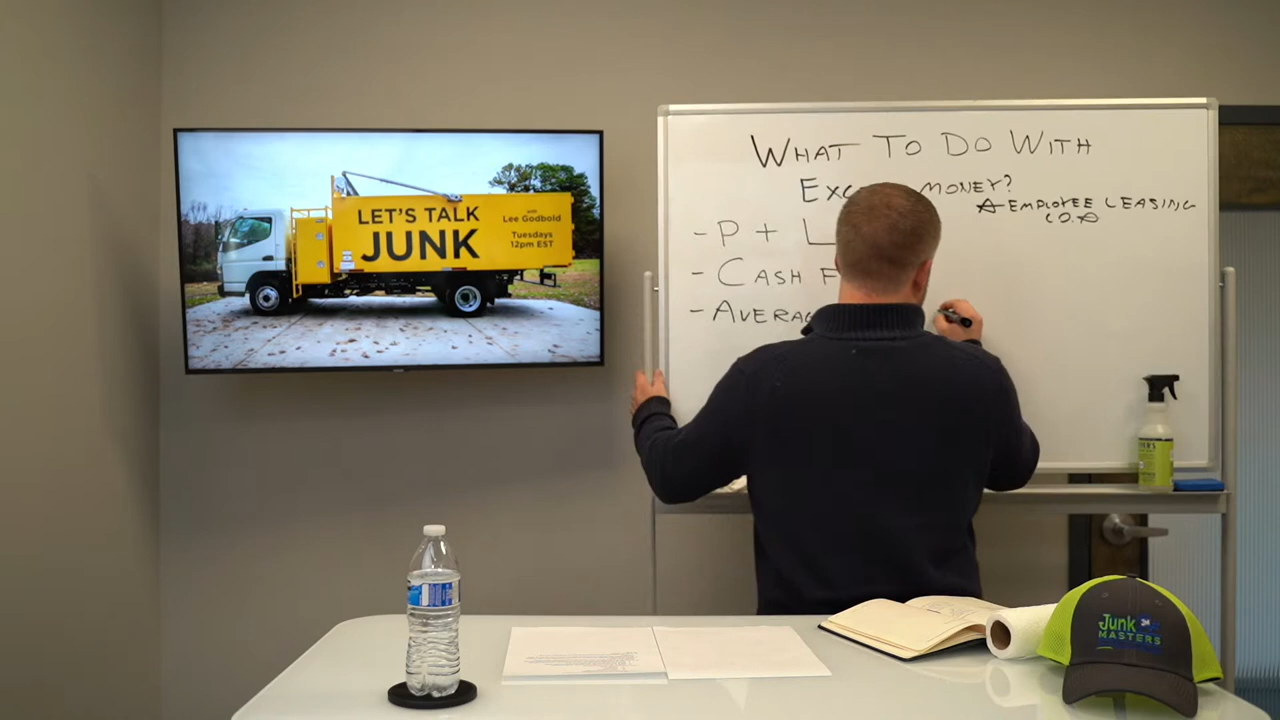 LET'S TALK
JUNK
with
Lee Godbold
Tuesdays
12pm EST
WHAT TO DO WITH
MONEY?
EMPLOYEE LEASING
CO.
- P + L
- CASH
-
Junk
MASTERS